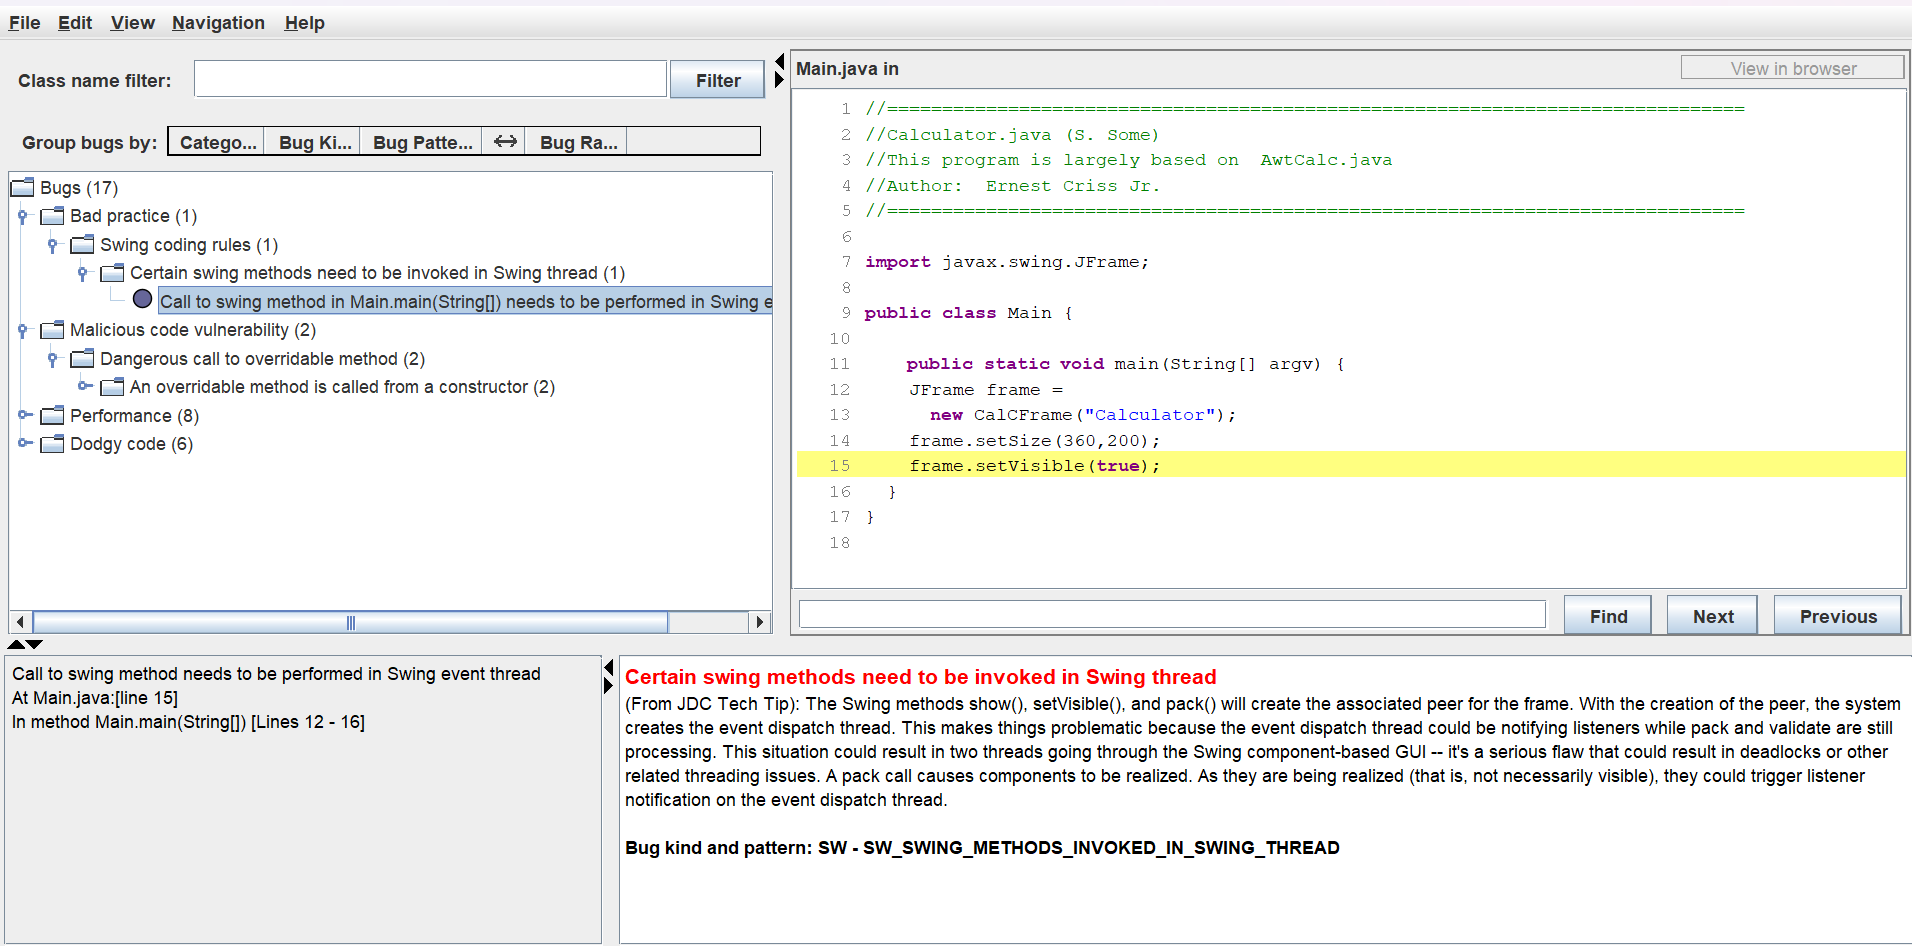 File Edit View Navigation Help
Class name filter: Filter
Group bugs by: Catego... Bug Ki... Bug Patte... Bug Ra...
Bugs (17)
Bad practice (1)
Swing coding rules (1)
Certain swing methods need to be invoked in Swing thread (1)
Call to swing method in Main.main(String[]) needs to be performed in Swing e
Malicious code vulnerability (2)
Dangerous call to overridable method (2)
An overridable method is called from a constructor (2)
Performance (8)
Dodgy code (6)
Main.java in View in browser
1 //==============================================================================
2 //Calculator.java (S. Some)
3 //This program is largely based on  AwtCalc.java
4 //Author:  Ernest Criss Jr.
5 //==============================================================================
6
7 import javax.swing.JFrame;
8
9 public class Main {
10
11 public static void main(String[] argv) {
12 JFrame frame =
13 new CalCFrame("Calculator");
14 frame.setSize(360,200);
15 frame.setVisible(true);
16 }
17 }
18
Find Next Previous
Call to swing method needs to be performed in Swing event thread
At Main.java:[line 15]
In method Main.main(String[]) [Lines 12 - 16]
Certain swing methods need to be invoked in Swing thread
(From JDC Tech Tip): The Swing methods show(), setVisible(), and pack() will create the associated peer for the frame. With the creation of the peer, the system
creates the event dispatch thread. This makes things problematic because the event dispatch thread could be notifying listeners while pack and validate are still
processing. This situation could result in two threads going through the Swing component-based GUI -- it's a serious flaw that could result in deadlocks or other
related threading issues. A pack call causes components to be realized. As they are being realized (that is, not necessarily visible), they could trigger listener
notification on the event dispatch thread.
Bug kind and pattern: SW - SW_SWING_METHODS_INVOKED_IN_SWING_THREAD